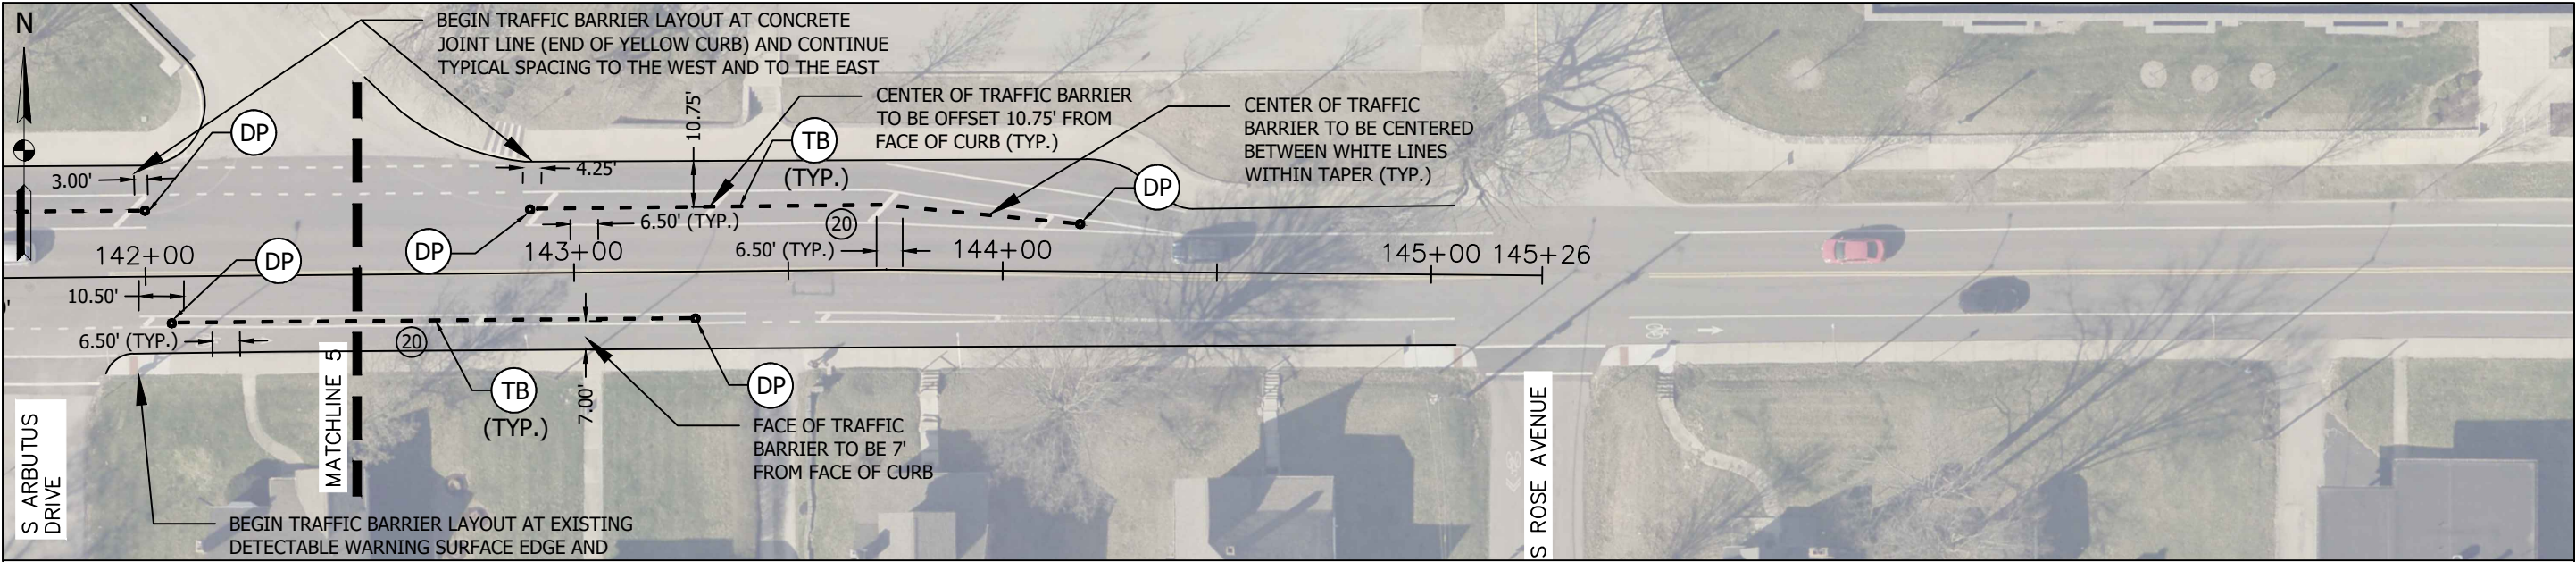 N
BEGIN TRAFFIC BARRIER LAYOUT AT CONCRETE
JOINT LINE (END OF YELLOW CURB) AND CONTINUE
TYPICAL SPACING TO THE WEST AND TO THE EAST
CENTER OF TRAFFIC BARRIER
TO BE OFFSET 10.75' FROM
FACE OF CURB (TYP.)
CENTER OF TRAFFIC
BARRIER TO BE CENTERED
BETWEEN WHITE LINES
WITHIN TAPER (TYP.)
DP
10.75'
TB
(TYP.)
3.00'
4.25'
DP
6.50' (TYP.)
20
DP
142+00
143+00
6.50' (TYP.)
144+00
145+00
145+26
DP
10.50'
'
6.50' (TYP.)
20
MATCHLINE 5
TB
(TYP.)
7.00'
DP
FACE OF TRAFFIC
BARRIER TO BE 7'
FROM FACE OF CURB
S ARBUTUS
DRIVE
S ROSE AVENUE
BEGIN TRAFFIC BARRIER LAYOUT AT EXISTING
DETECTABLE WARNING SURFACE EDGE AND